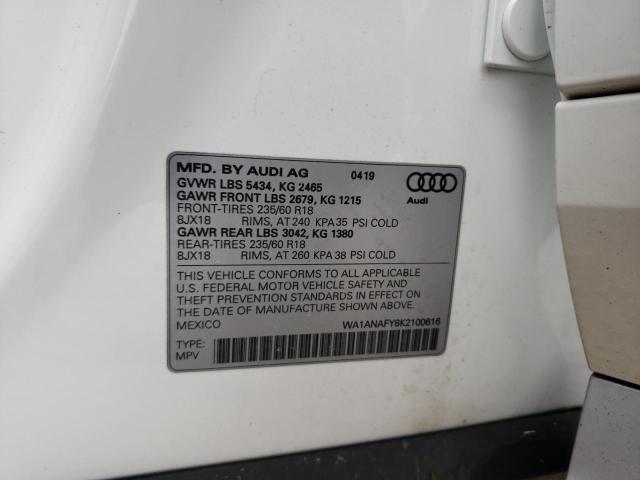 MFD. BY AUDI AG 0419
GVWR LBS 5434, KG 2465
GAWR FRONT LBS 2679, KG 1215
FRONT-TIRES 235/60 R18
8JX18 RIMS, AT 240 KPA 35 PSI COLD
GAWR REAR LBS 3042, KG 1380
REAR-TIRES 235/60 R18
8JX18 RIMS, AT 260 KPA 38 PSI COLD
Audi
THIS VEHICLE CONFORMS TO ALL APPLICABLE
U.S. FEDERAL MOTOR VEHICLE SAFETY AND
THEFT PREVENTION STANDARDS IN EFFECT ON
THE DATE OF MANUFACTURE SHOWN ABOVE.
MEXICO WA1ANAFY8K2100616
TYPE:
MPV